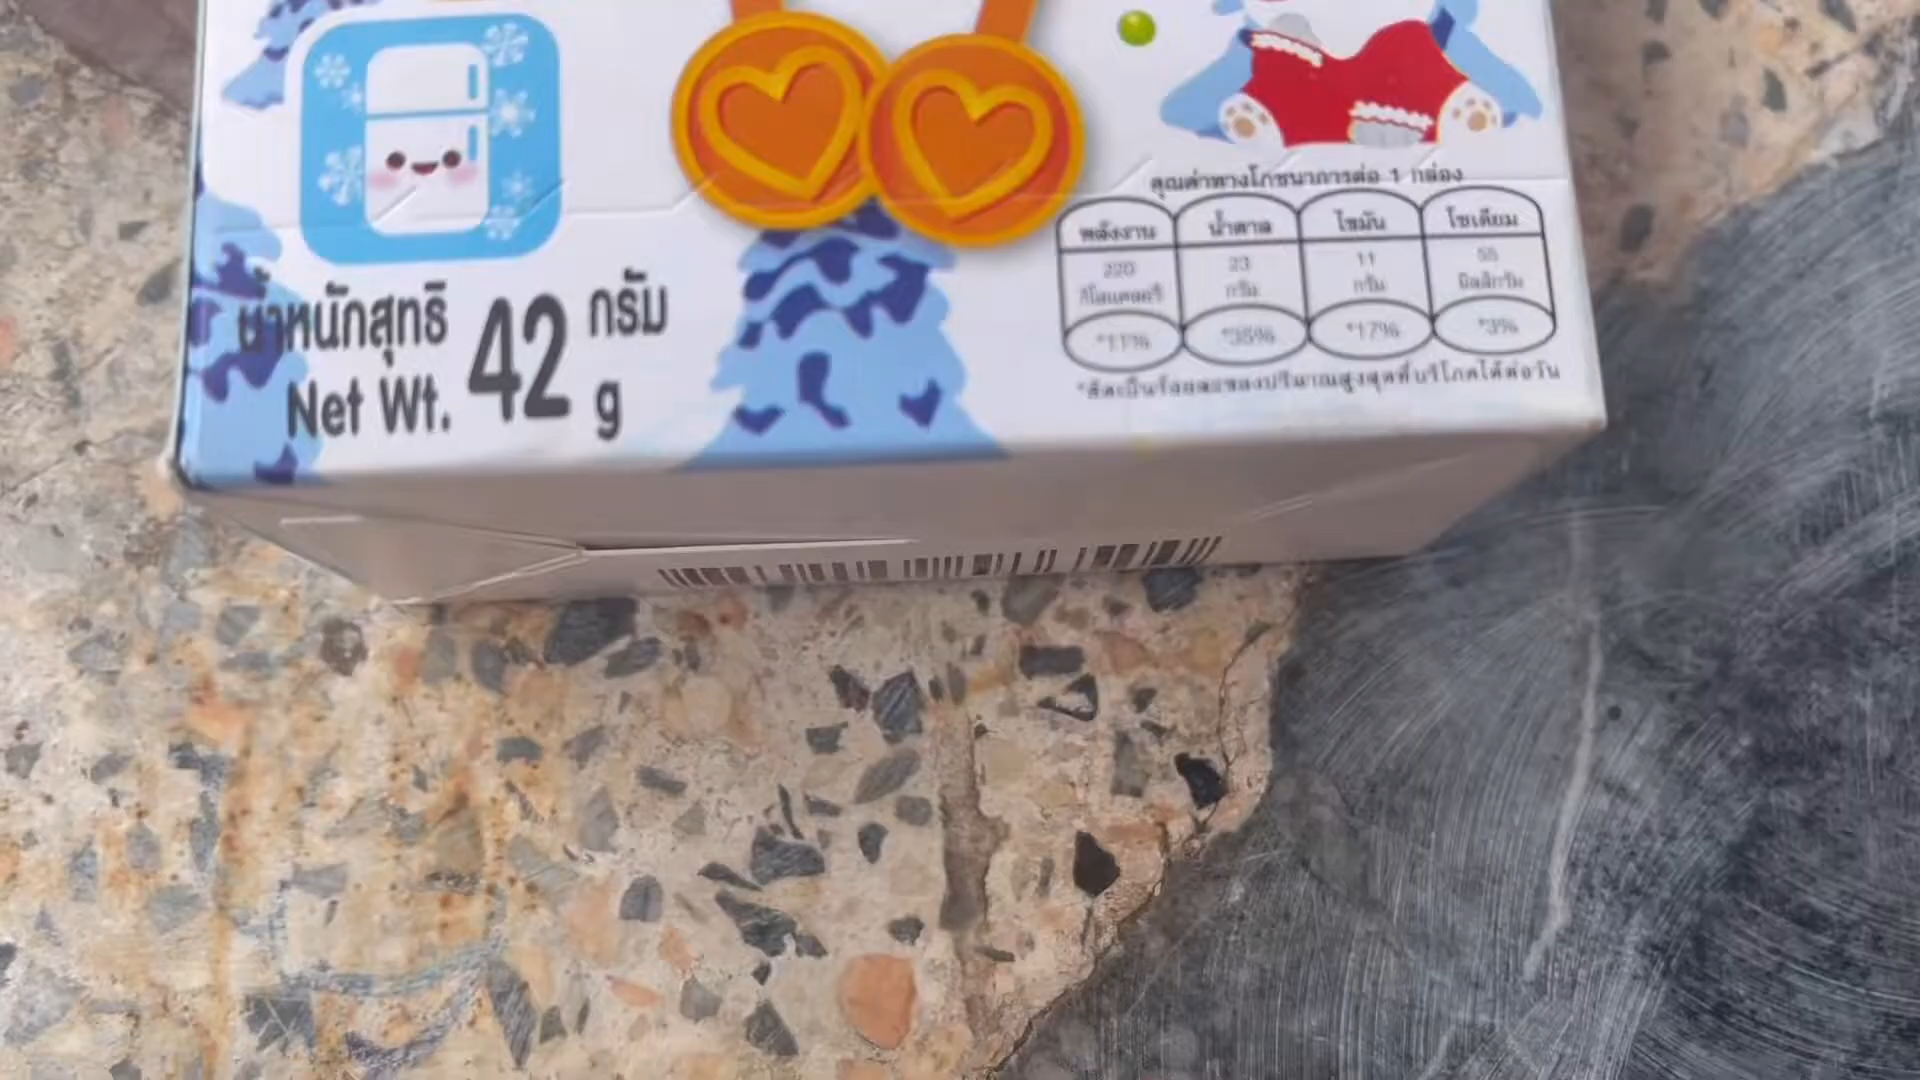 คุณค่าทางโภชนาการต่อ 1 กล่อง
พลังงาน น้ำตาล ไขมัน โซเดียม
220 23 11 55
กิโลแคลอรี กรัม กรัม มิลลิกรัม
*11% *35% *17% *3%
*คิดเป็นร้อยละของปริมาณสูงสุดที่บริโภคได้ต่อวัน
น้ำหนักสุทธิ 42 กรัม
Net Wt. 42 g